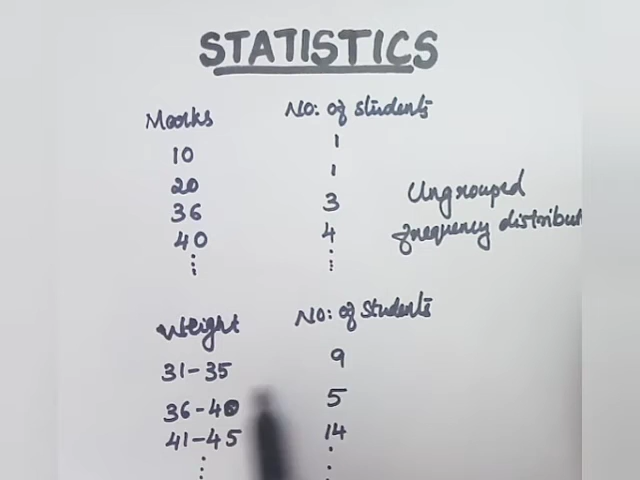 STATISTICS
Marks No: of students
10 1
20 1
36 3
40 4
Ungrouped
frequency distribut
Weight No: of Students
31-35 9
36-40 5
41-45 14